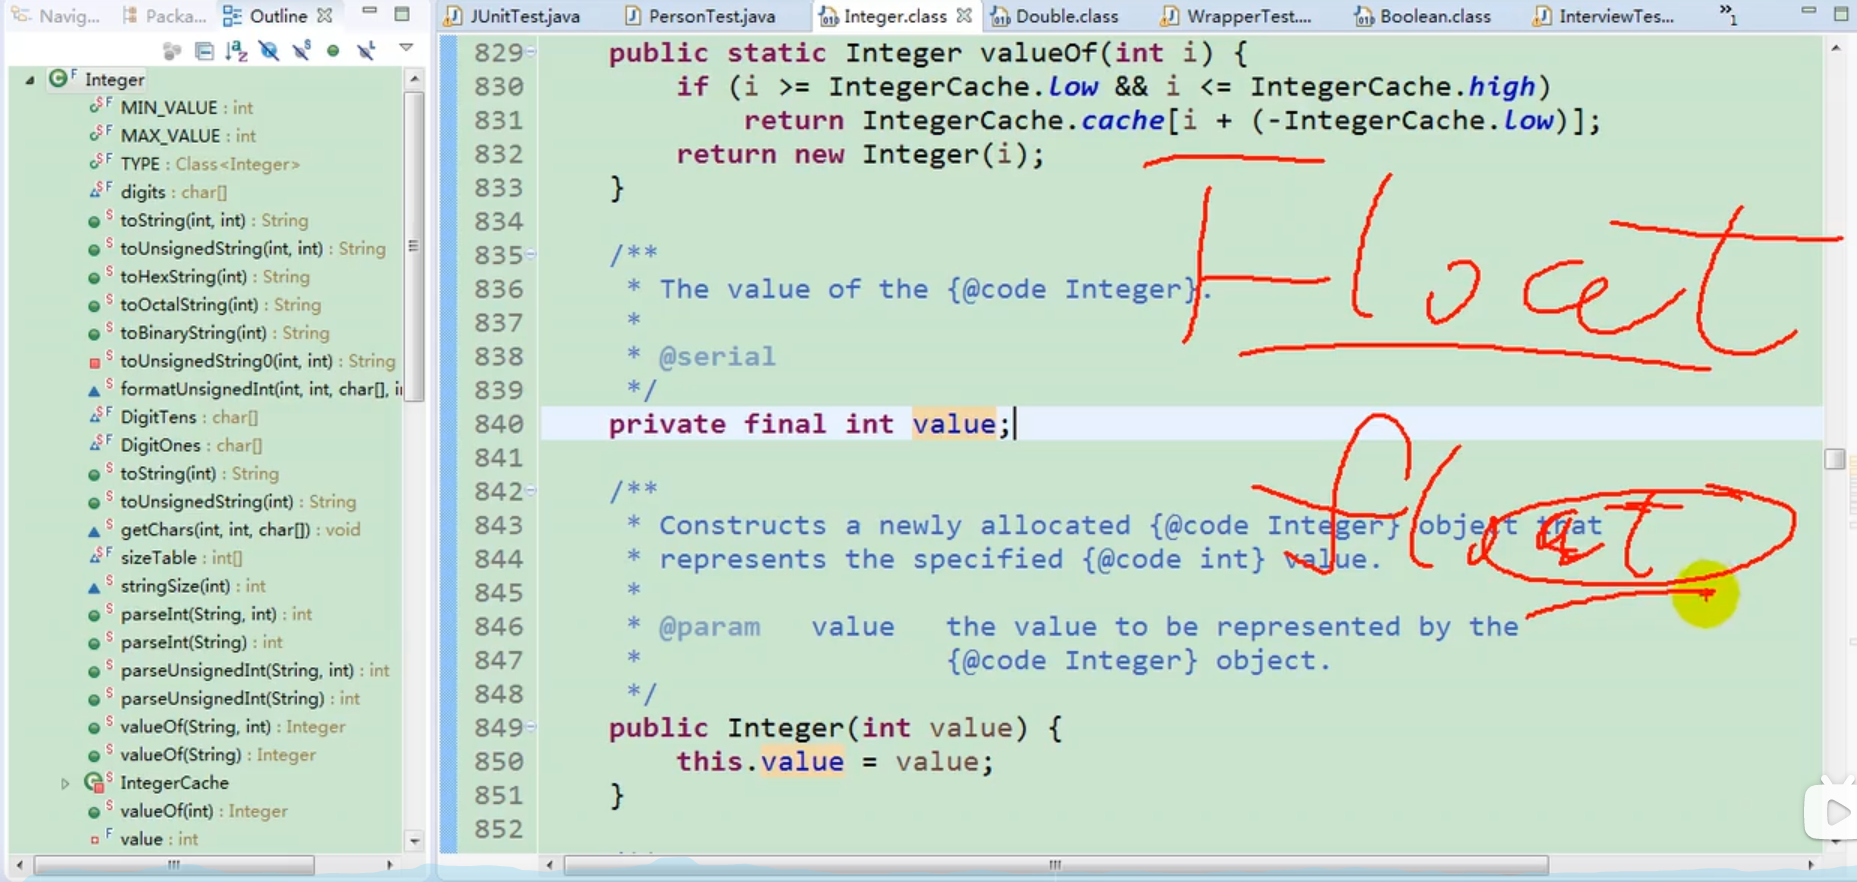 Navig...
Packa...
Outline
Integer
MIN_VALUE : int
MAX_VALUE : int
TYPE : Class<Integer>
digits : char[]
toString(int, int) : String
toUnsignedString(int, int) : String
toHexString(int) : String
toOctalString(int) : String
toBinaryString(int) : String
toUnsignedString0(int, int) : String
formatUnsignedInt(int, int, char[], i
DigitTens : char[]
DigitOnes : char[]
toString(int) : String
toUnsignedString(int) : String
getChars(int, int, char[]) : void
sizeTable : int[]
stringSize(int) : int
parseInt(String, int) : int
parseInt(String) : int
parseUnsignedInt(String, int) : int
parseUnsignedInt(String) : int
valueOf(String, int) : Integer
valueOf(String) : Integer
IntegerCache
valueOf(int) : Integer
value : int
JUnitTest.java
PersonTest.java
Integer.class
Double.class
WrapperTest....
Boolean.class
InterviewTes...
»1
829 public static Integer valueOf(int i) {
830 if (i >= IntegerCache.low && i <= IntegerCache.high)
831 return IntegerCache.cache[i + (-IntegerCache.low)];
832 return new Integer(i);
833 }
834
835 /**
836 * The value of the {@code Integer}.
837 *
838 * @serial
839 */
840 private final int value;
841
842 /**
843 * Constructs a newly allocated {@code Integer} object that
844 * represents the specified {@code int} value.
845 *
846 * @param value the value to be represented by the
847 * {@code Integer} object.
848 */
849 public Integer(int value) {
850 this.value = value;
851 }
852
Float
float